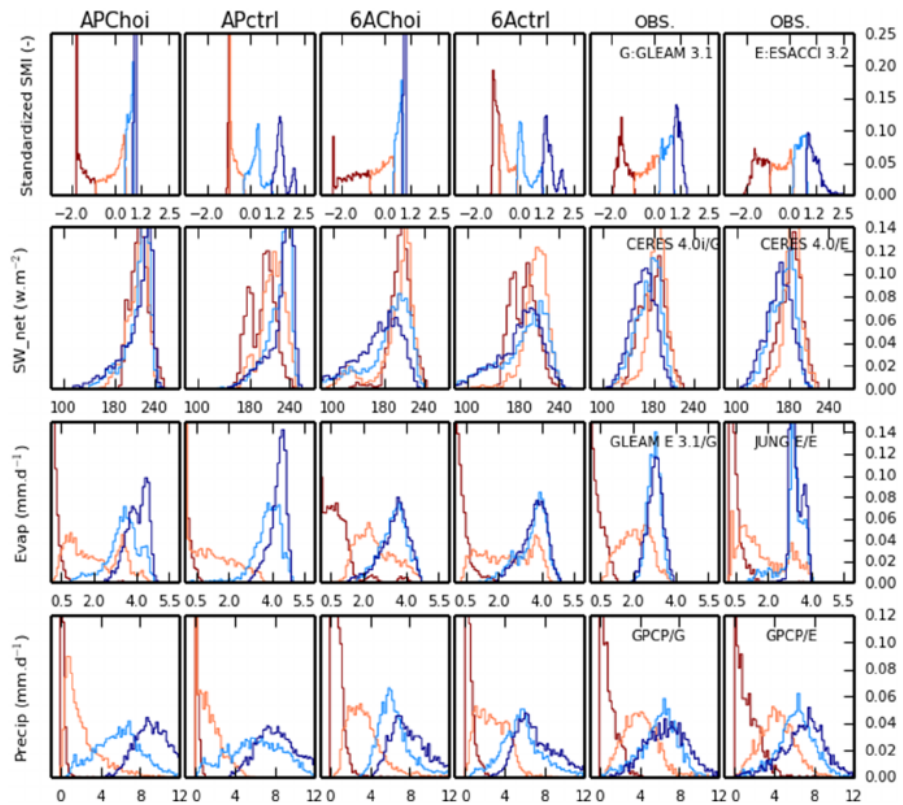 APChoi APctrl 6AChoi 6Actrl OBS. OBS.
Standardized SMI (-)
G:GLEAM 3.1 E:ESACCI 3.2
0.25
0.20
0.15
0.10
0.05
0.00
−2.0 0.0 1.2 2.5 −2.0 0.0 1.2 2.5 −2.0 0.0 1.2 2.5 −2.0 0.0 1.2 2.5 −2.0 0.0 1.2 2.5 −2.0 0.0 1.2 2.5
SW_net (w.m⁻²)
CERES 4.0i/G CERES 4.0/E
0.14
0.12
0.10
0.08
0.06
0.04
0.02
0.00
100 180 240 100 180 240 100 180 240 100 180 240 100 180 240 100 180 240
Evap (mm.d⁻¹)
GLEAM E 3.1/G JUNG E/E
0.14
0.12
0.10
0.08
0.06
0.04
0.02
0.00
0.5 2.0 4.0 5.5 0.5 2.0 4.0 5.5 0.5 2.0 4.0 5.5 0.5 2.0 4.0 5.5 0.5 2.0 4.0 5.5 0.5 2.0 4.0 5.5
Precip (mm.d⁻¹)
GPCP/G GPCP/E
0.12
0.10
0.08
0.06
0.04
0.02
0.00
0 4 8 12 0 4 8 12 0 4 8 12 0 4 8 12 0 4 8 12 0 4 8 12